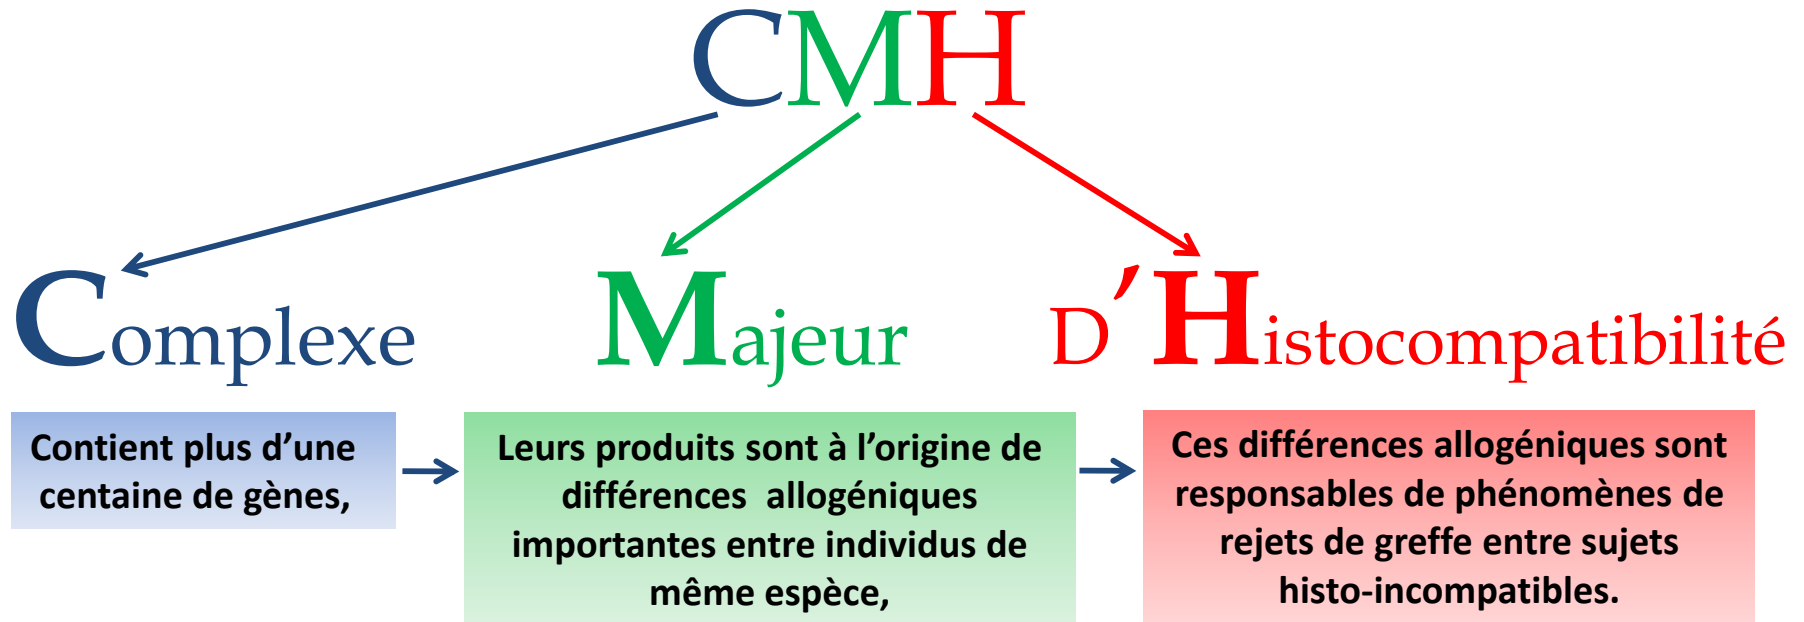 CMH
Complexe
Majeur
D'Histocompatibilité
Contient plus d’une
centaine de gènes,
Leurs produits sont à l’origine de
différences allogéniques
importantes entre individus de
même espèce,
Ces différences allogéniques sont
responsables de phénomènes de
rejets de greffe entre sujets
histo-incompatibles.